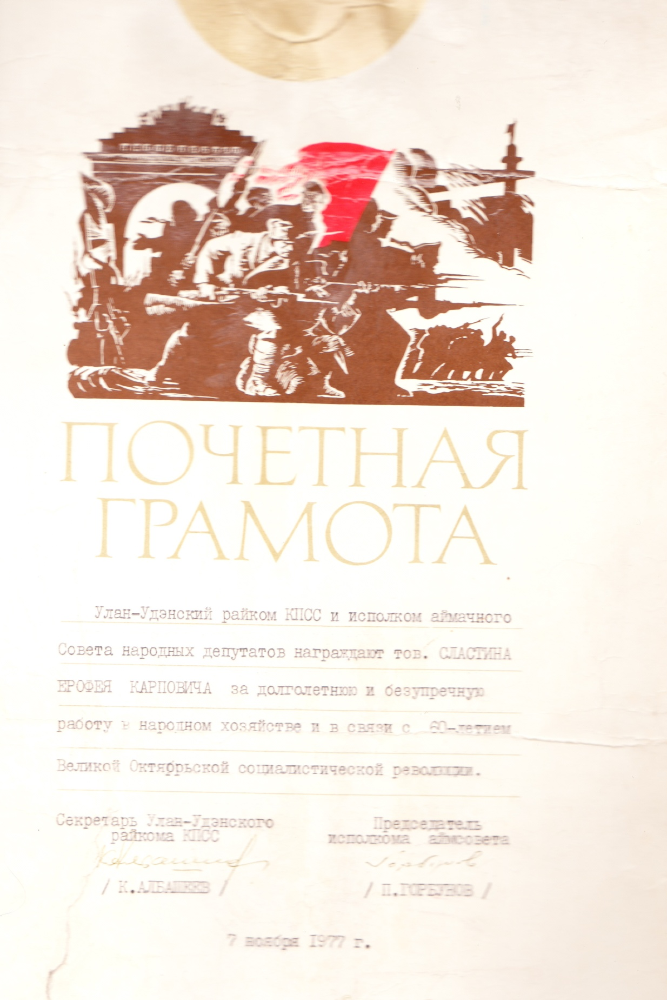 ПОЧЕТНАЯ
ГРАМОТА
Улан-Удэнский райком КПСС и исполком аймачного
Совета народных депутатов награждают тов. СЛАСТИНА
ЕРОФЕЯ КАРПОВИЧА за долголетнюю и безупречную
работу в народном хозяйстве и в связи с 60-летием
Великой Октябрьской социалистической революции.
Секретарь Улан-Удэнского
райкома КПСС
/ К.АЛБАШЕЕВ /
Председатель
исполкома аймсовета
/ П.ГОРБУНОВ /
7 ноября 1977 г.